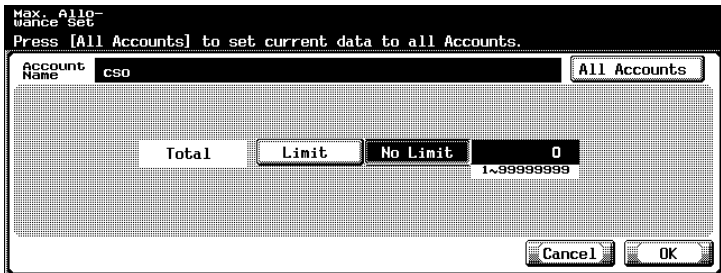 Max. Allo-
wance Set
Press [All Accounts] to set current data to all Accounts.
Account
Name
cso
All Accounts
Total
Limit
No Limit
0
1~99999999
Cancel
OK